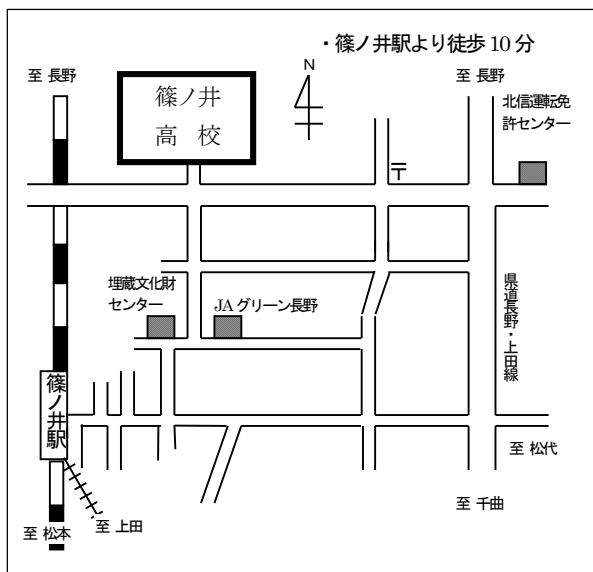 ・篠ノ井駅より徒歩10分
至 長野
篠ノ井
高 校
N
至 長野
北信運転免
許センター
〒
埋蔵文化財
センター
JAグリーン長野
県道長野・上田線
篠ノ井駅
至 松代
至 千曲
至 上田
至 松本